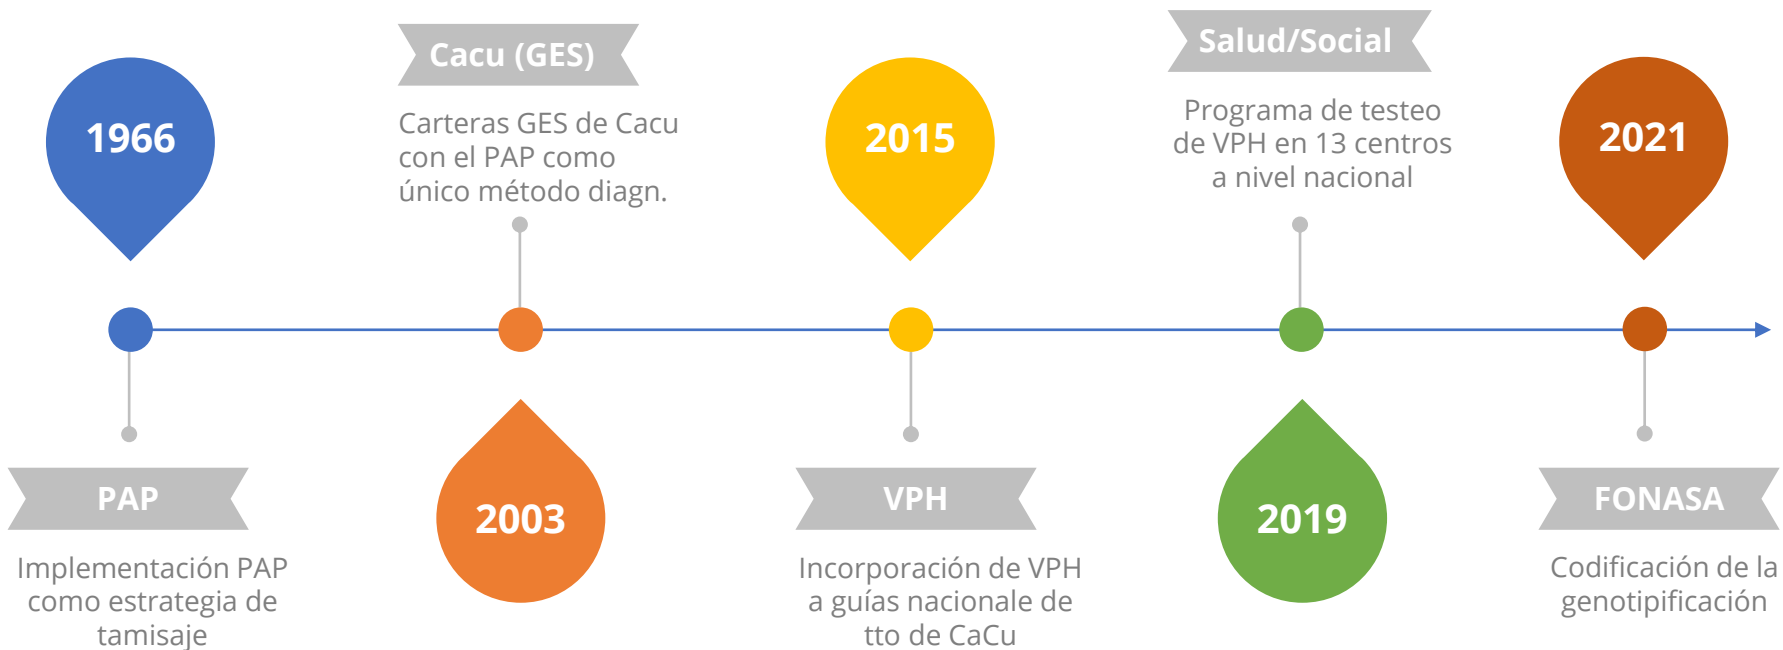 1966
PAP
Implementación PAP
como estrategia de
tamisaje
Cacu (GES)
Carteras GES de Cacu
con el PAP como
único método diagn.
2003
2015
VPH
Incorporación de VPH
a guías nacionale de
tto de CaCu
Salud/Social
Programa de testeo
de VPH en 13 centros
a nivel nacional
2019
2021
FONASA
Codificación de la
genotipificación